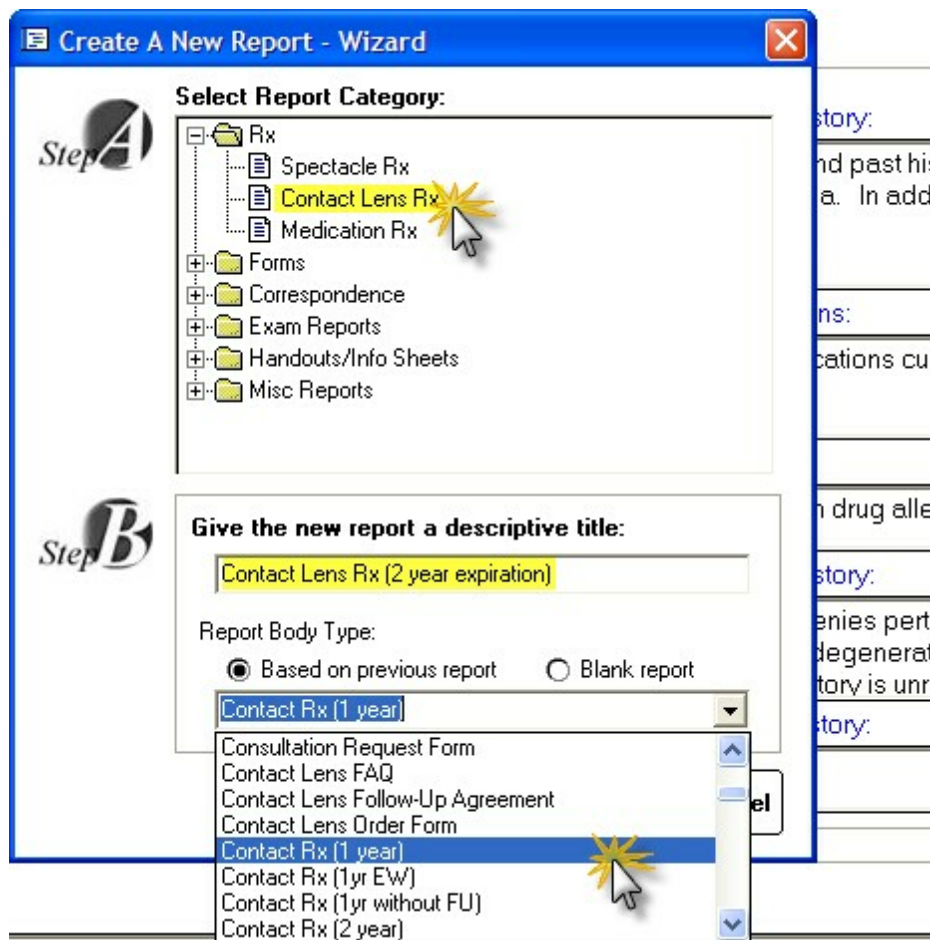 Create A New Report - Wizard
Step A
Select Report Category:
Rx
Spectacle Rx
Contact Lens Rx
Medication Rx
Forms
Correspondence
Exam Reports
Handouts/Info Sheets
Misc Reports
Step B
Give the new report a descriptive title:
Contact Lens Rx (2 year expiration)
Report Body Type:
Based on previous report
Blank report
Contact Rx (1 year)
Consultation Request Form
Contact Lens FAQ
Contact Lens Follow-Up Agreement
Contact Lens Order Form
Contact Rx (1 year)
Contact Rx (1yr EW)
Contact Rx (1yr without FU)
Contact Rx (2 year)
el
story:
nd past his
a. In add
ns:
cations cu
n drug alle
story:
enies pert
degenerat
tory is unr
story: